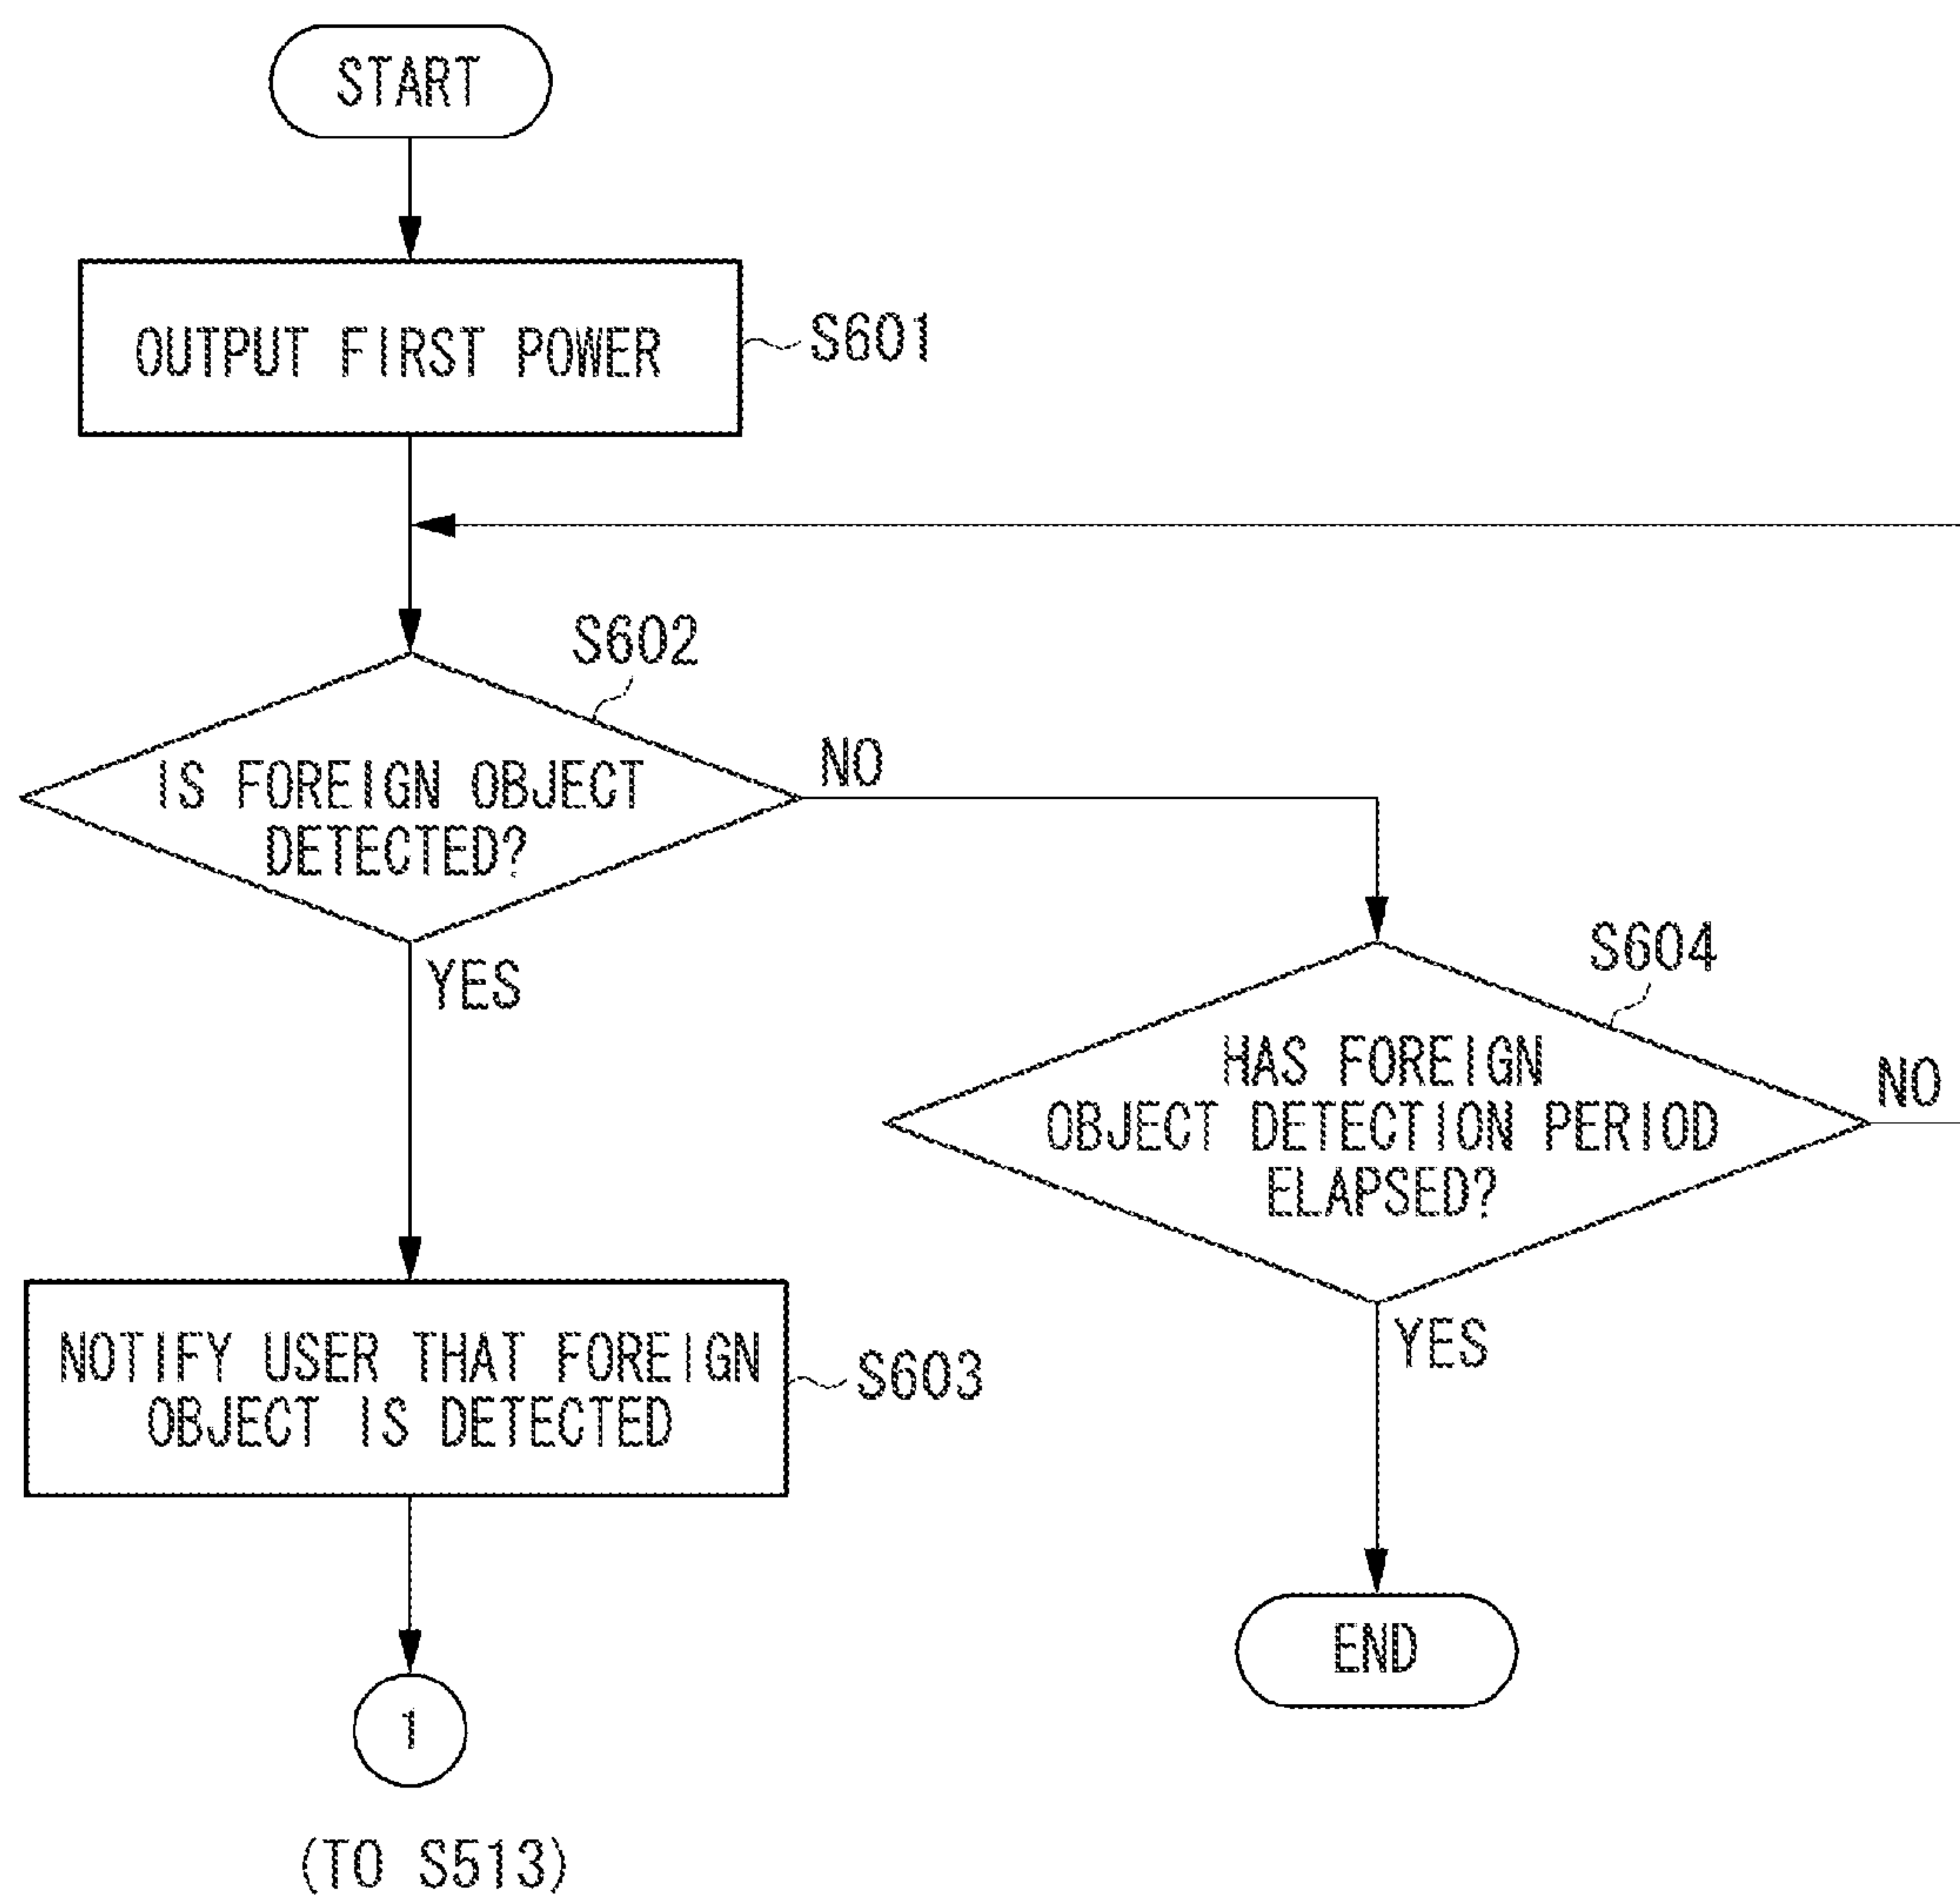 START
OUTPUT FIRST POWER
S601
S602
IS FOREIGN OBJECT
DETECTED?
NO
YES
S604
HAS FOREIGN
OBJECT DETECTION PERIOD
ELAPSED?
NO
YES
NOTIFY USER THAT FOREIGN
OBJECT IS DETECTED
S603
END
1
(TO S513)